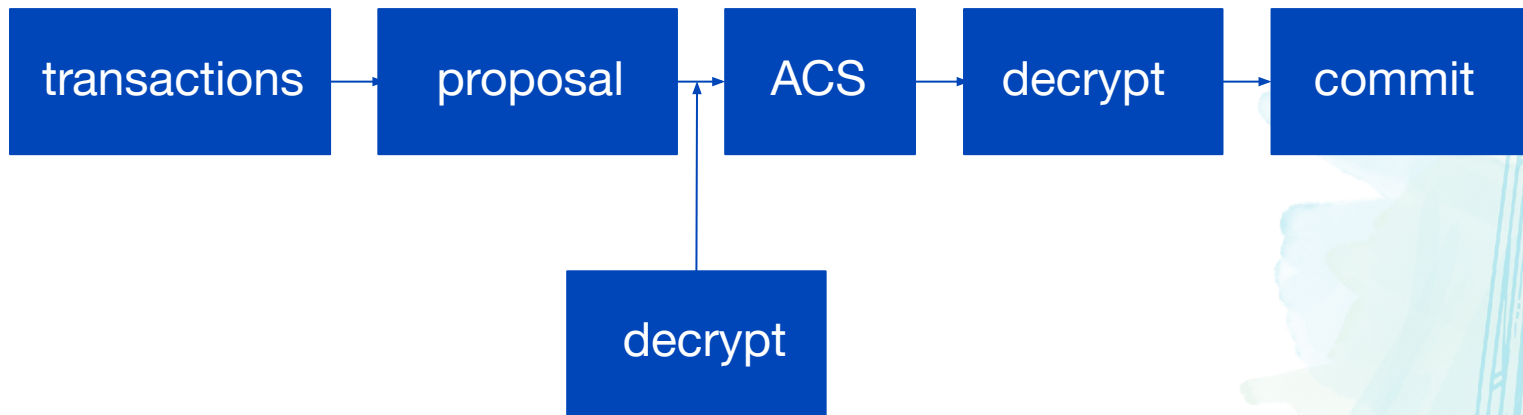 transactions
proposal
ACS
decrypt
commit
decrypt